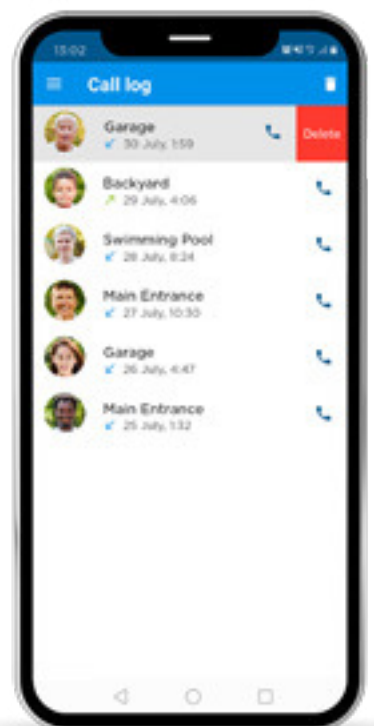 15:02
Call log
Garage
30 July, 1:59
Delete
Backyard
29 July, 4:06
Swimming Pool
28 July, 8:24
Main Entrance
27 July, 10:30
Garage
26 July, 4:47
Main Entrance
25 July, 1:32